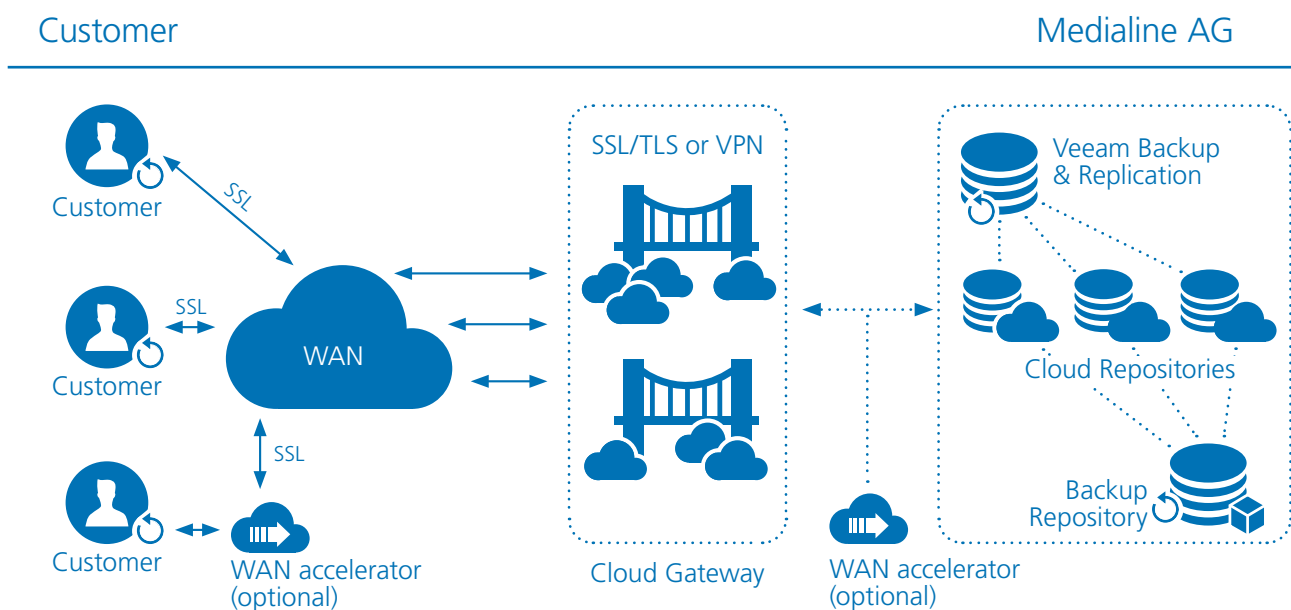 Customer
Medialine AG
Customer
SSL
Customer
SSL
Customer
SSL
WAN
WAN accelerator
(optional)
SSL/TLS or VPN
Cloud Gateway
WAN accelerator
(optional)
Veeam Backup
& Replication
Cloud Repositories
Backup
Repository